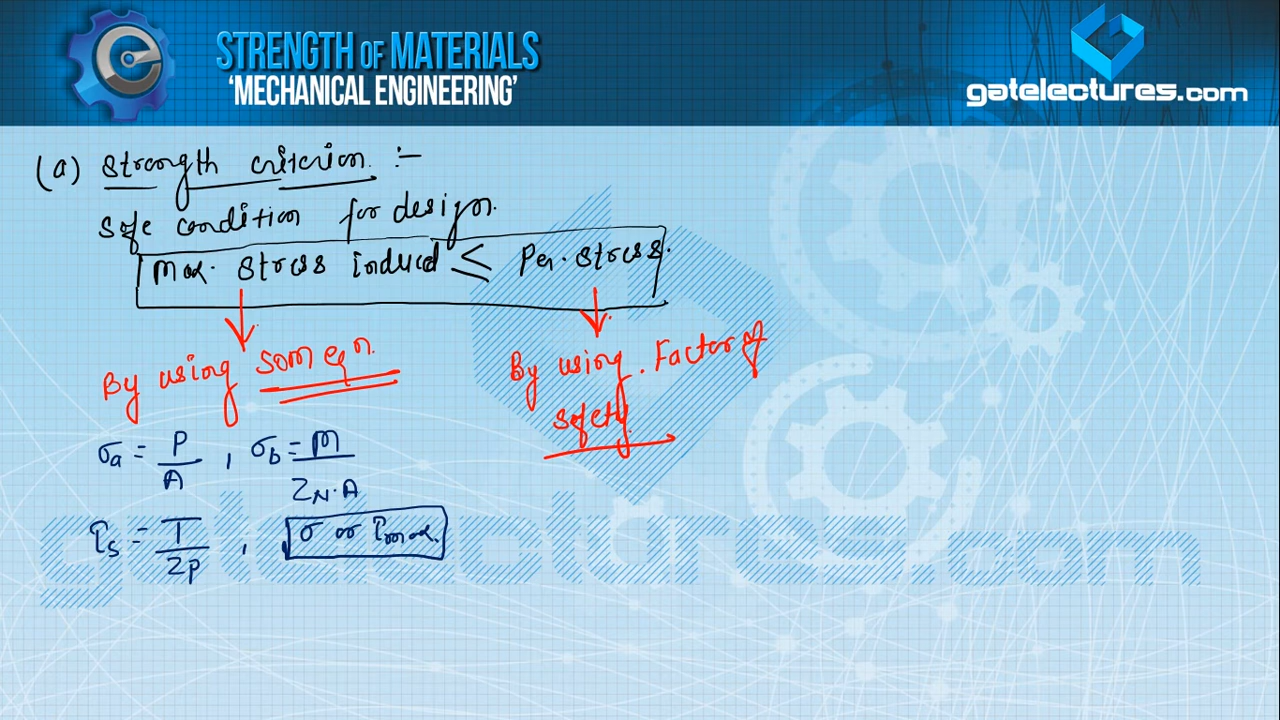 STRENGTH OF MATERIALS
'MECHANICAL ENGINEERING'
gatelectures.com
(a) Strength criterion :-
Safe condition for design.
Max. stress induced ≤ Per. stress.
By using SOM eqn.
By using Factor of
safety
σa = P/A , σb = M/ZN.A
τs = T/Zp , σ or τmax.
gatelectures.com